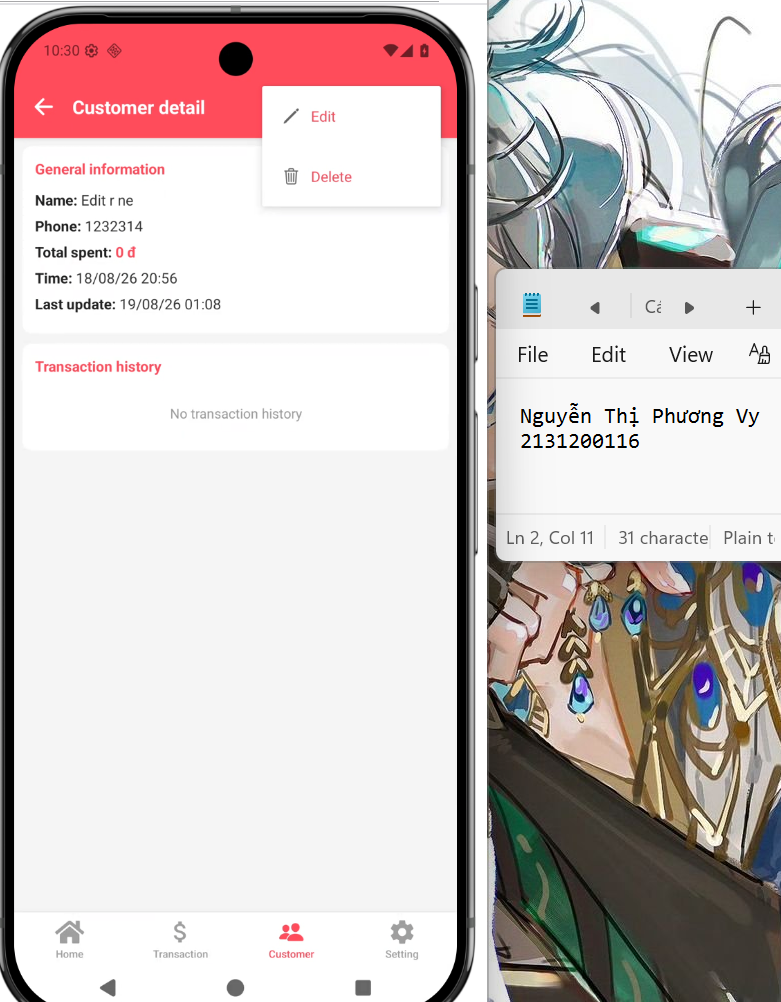 10:30
Customer detail
Edit
Delete
General information
Name: Edit r ne
Phone: 1232314
Total spent: 0 đ
Time: 18/08/26 20:56
Last update: 19/08/26 01:08
Transaction history
No transaction history
Home
Transaction
Customer
Setting
File
Edit
View
Nguyễn Thị Phương Vy
2131200116
Ln 2, Col 11
31 characte
Plain t